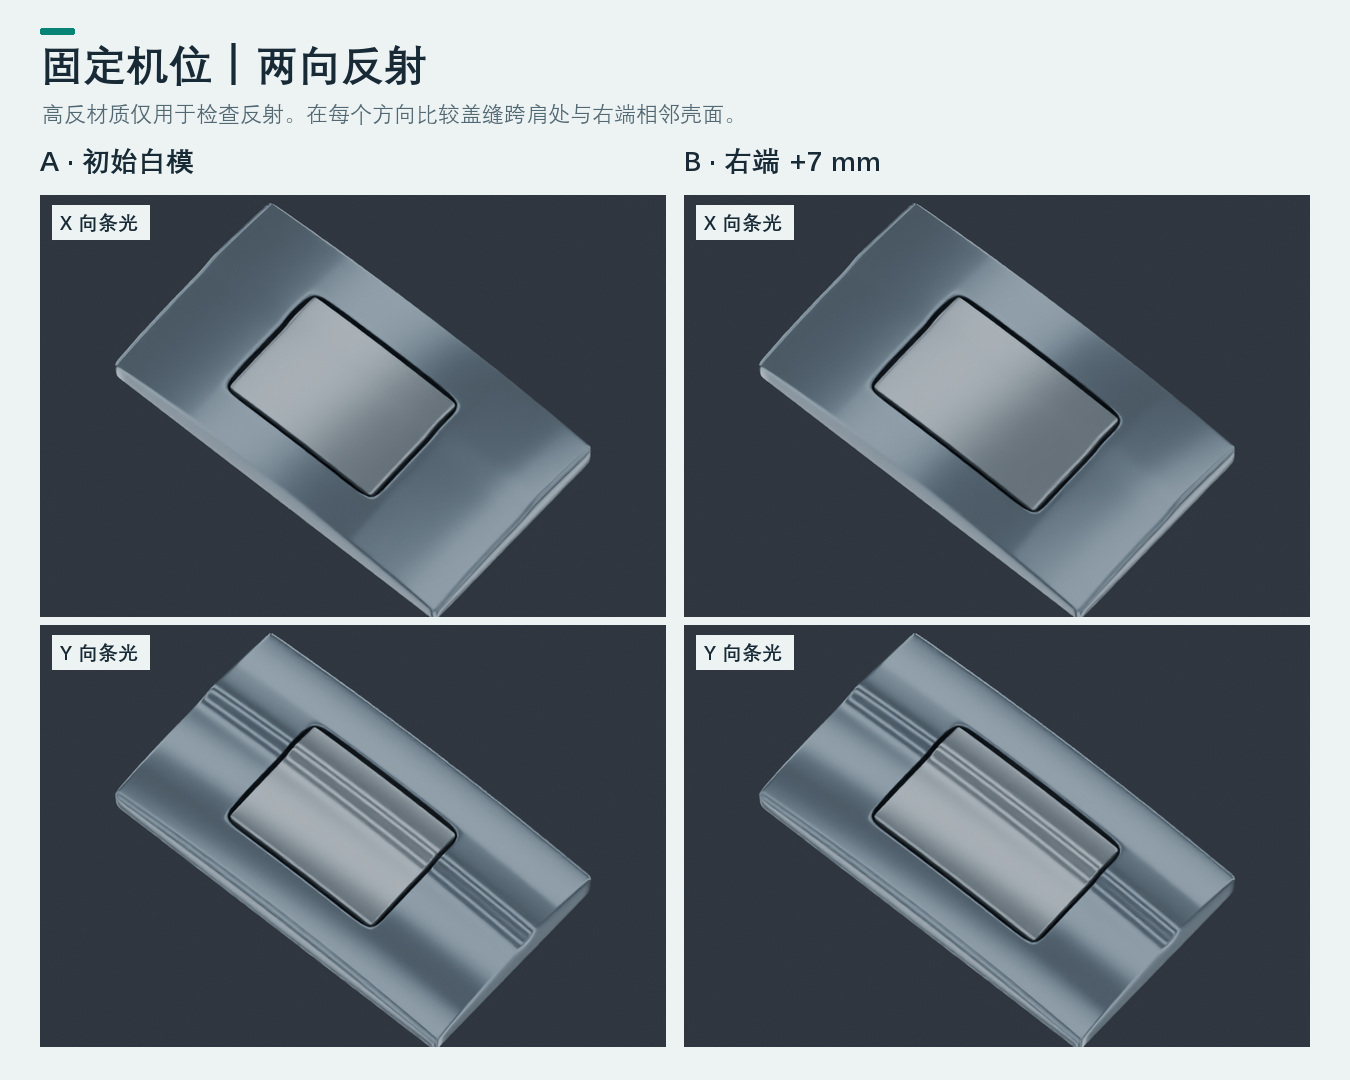 固定机位｜两向反射
高反材质仅用于检查反射。在每个方向比较盖缝跨肩处与右端相邻壳面。
A · 初始白模
B · 右端 +7 mm
X 向条光
X 向条光
Y 向条光
Y 向条光